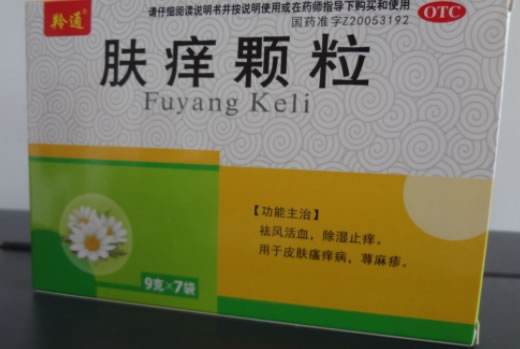 羚通
请仔细阅读说明书并按说明使用或在药师指导下购买和使用
OTC
国药准字Z20053192
肤痒颗粒
Fuyang Keli
【功能主治】
祛风活血，除湿止痒。
用于皮肤瘙痒病，荨麻疹。
9克×7袋